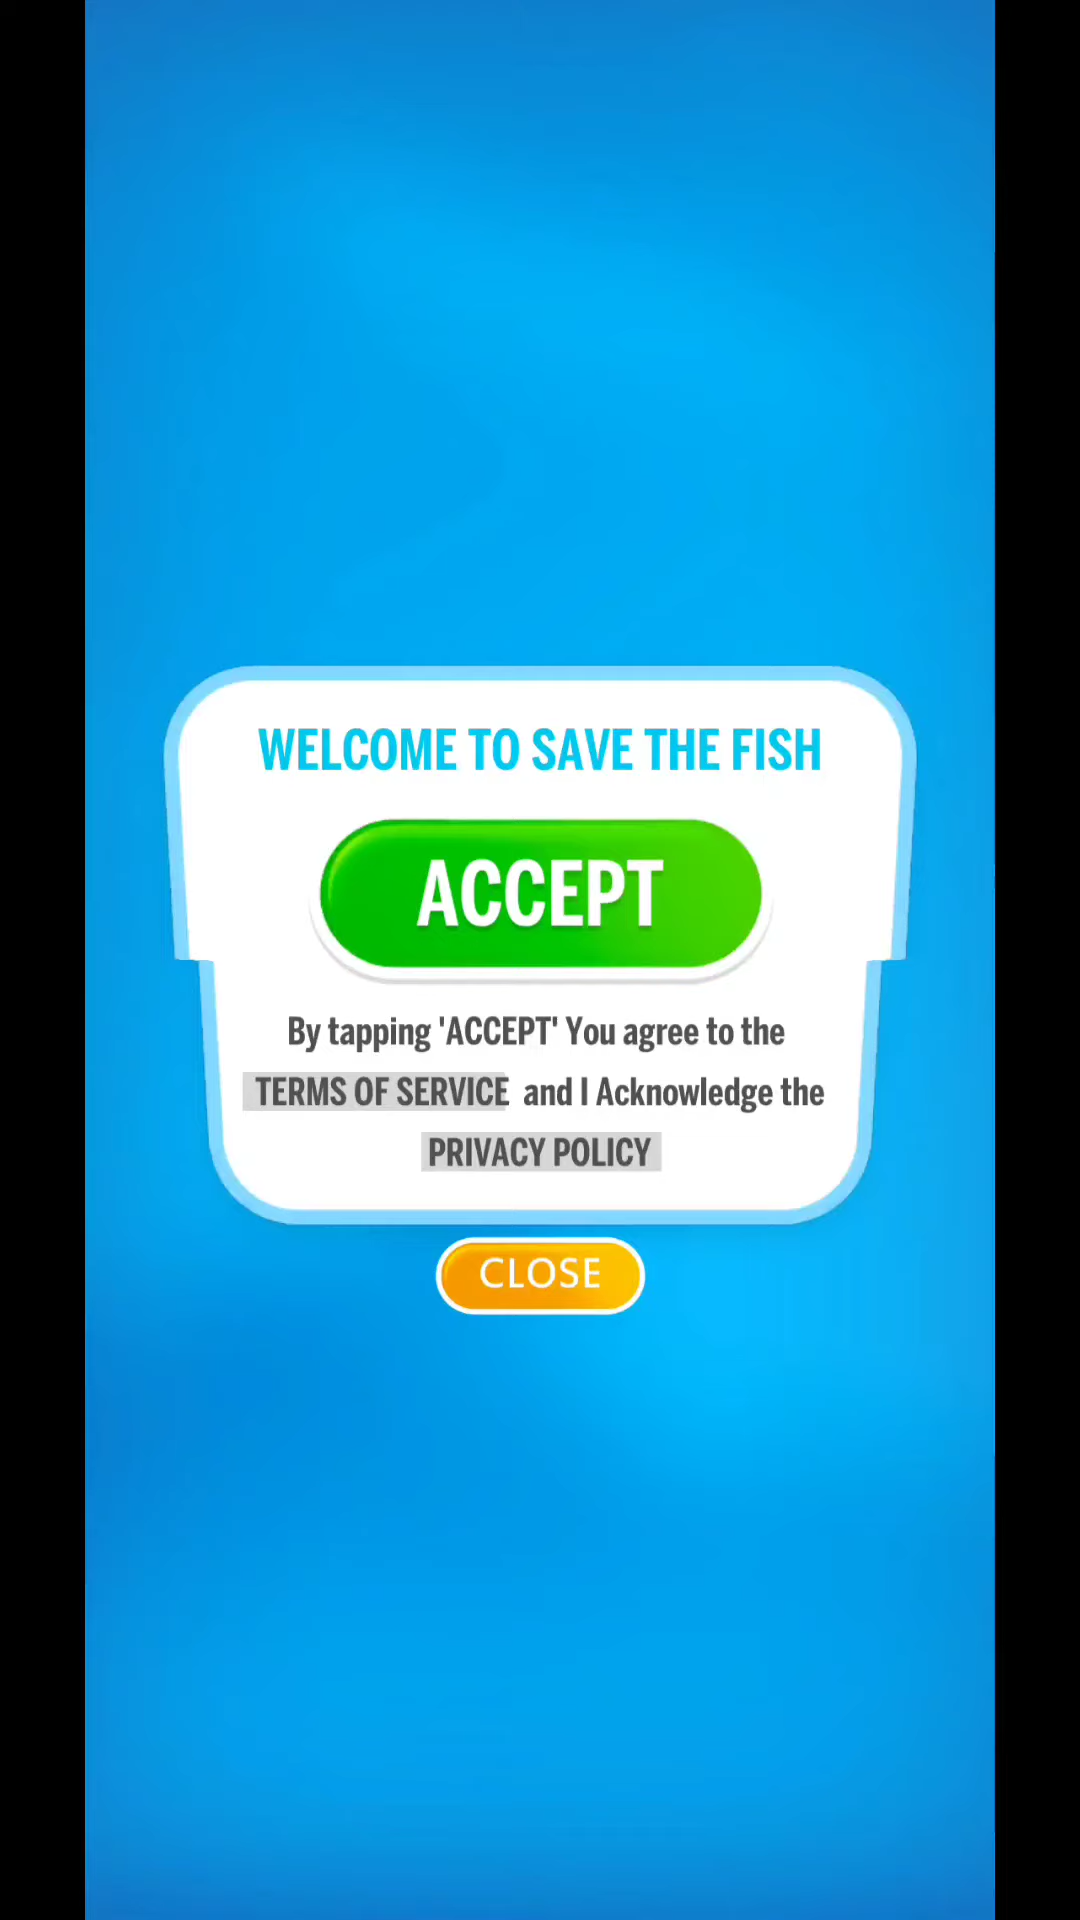 WELCOME TO SAVE THE FISH
ACCEPT
By tapping 'ACCEPT' You agree to the
TERMS OF SERVICE and I Acknowledge the
PRIVACY POLICY
CLOSE